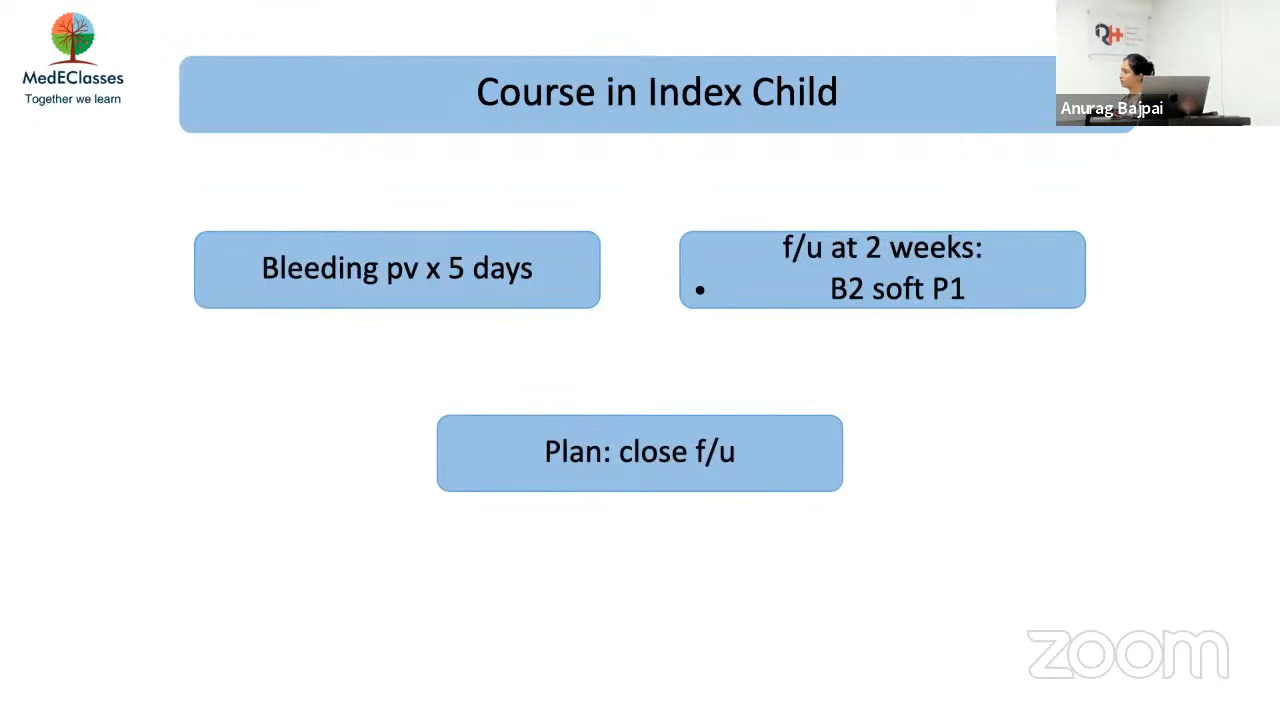 MedEClasses
Together we learn
Course in Index Child
Anurag Bajpai
Bleeding pv x 5 days
f/u at 2 weeks:
• B2 soft P1
Plan: close f/u
zoom